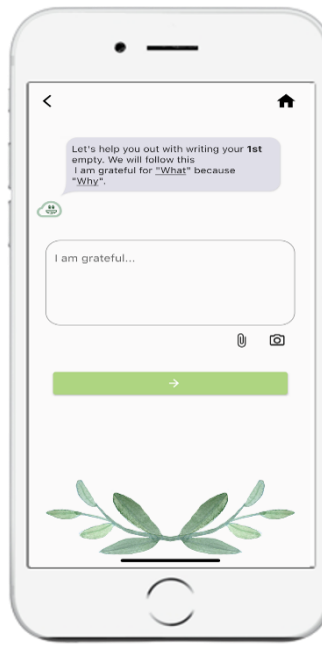 Let's help you out with writing your 1st
empty. We will follow this
I am grateful for "What" because
"Why".
I am grateful...